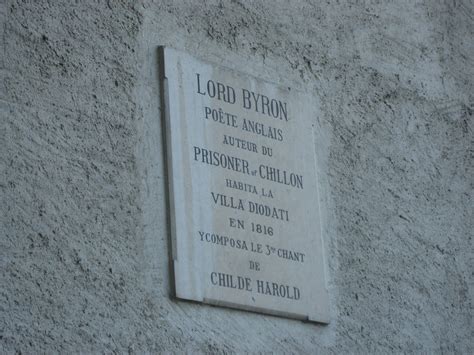 LORD BYRON
POÈTE ANGLAIS
AUTEUR DU
PRISONER of CHILLON
HABITA LA
VILLA DIODATI
EN 1816
Y COMPOSA LE 3me CHANT
DE
CHILDE HAROLD